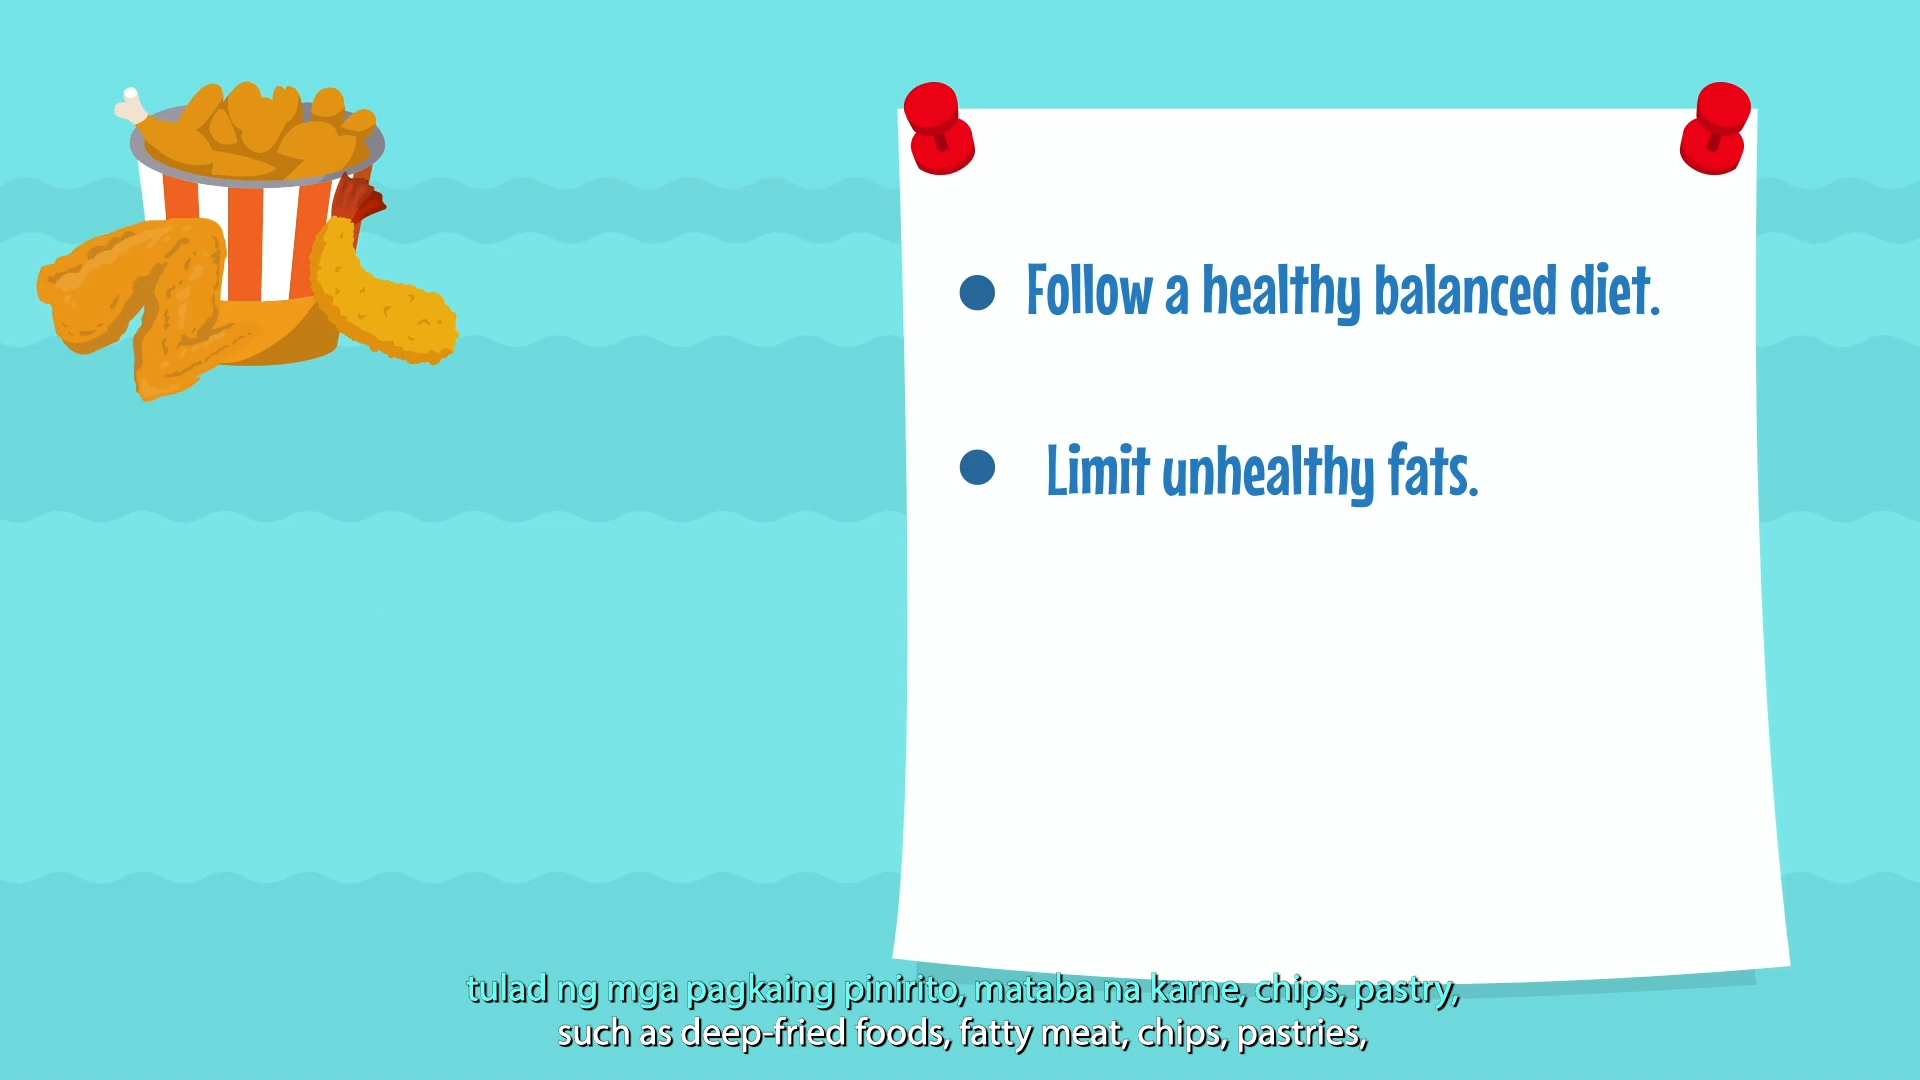 Follow a healthy balanced diet.
Limit unhealthy fats.
tulad ng mga pagkaing pinirito, mataba na karne, chips, pastry,
such as deep-fried foods, fatty meat, chips, pastries,